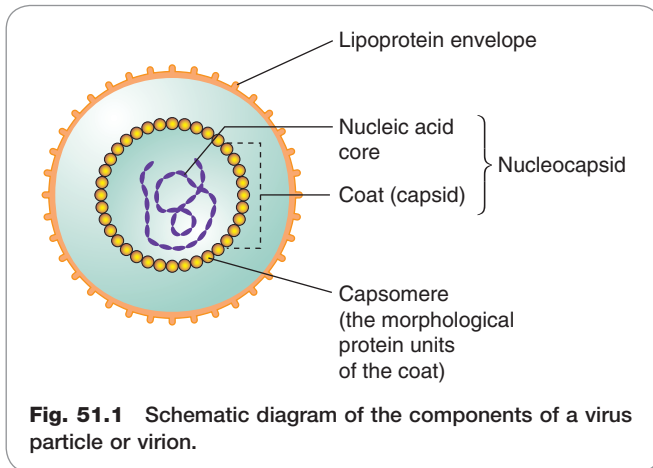 Lipoprotein envelope
Nucleic acid
core
Nucleocapsid
Coat (capsid)
Capsomere
(the morphological
protein units
of the coat)
Fig. 51.1 Schematic diagram of the components of a virus
particle or virion.